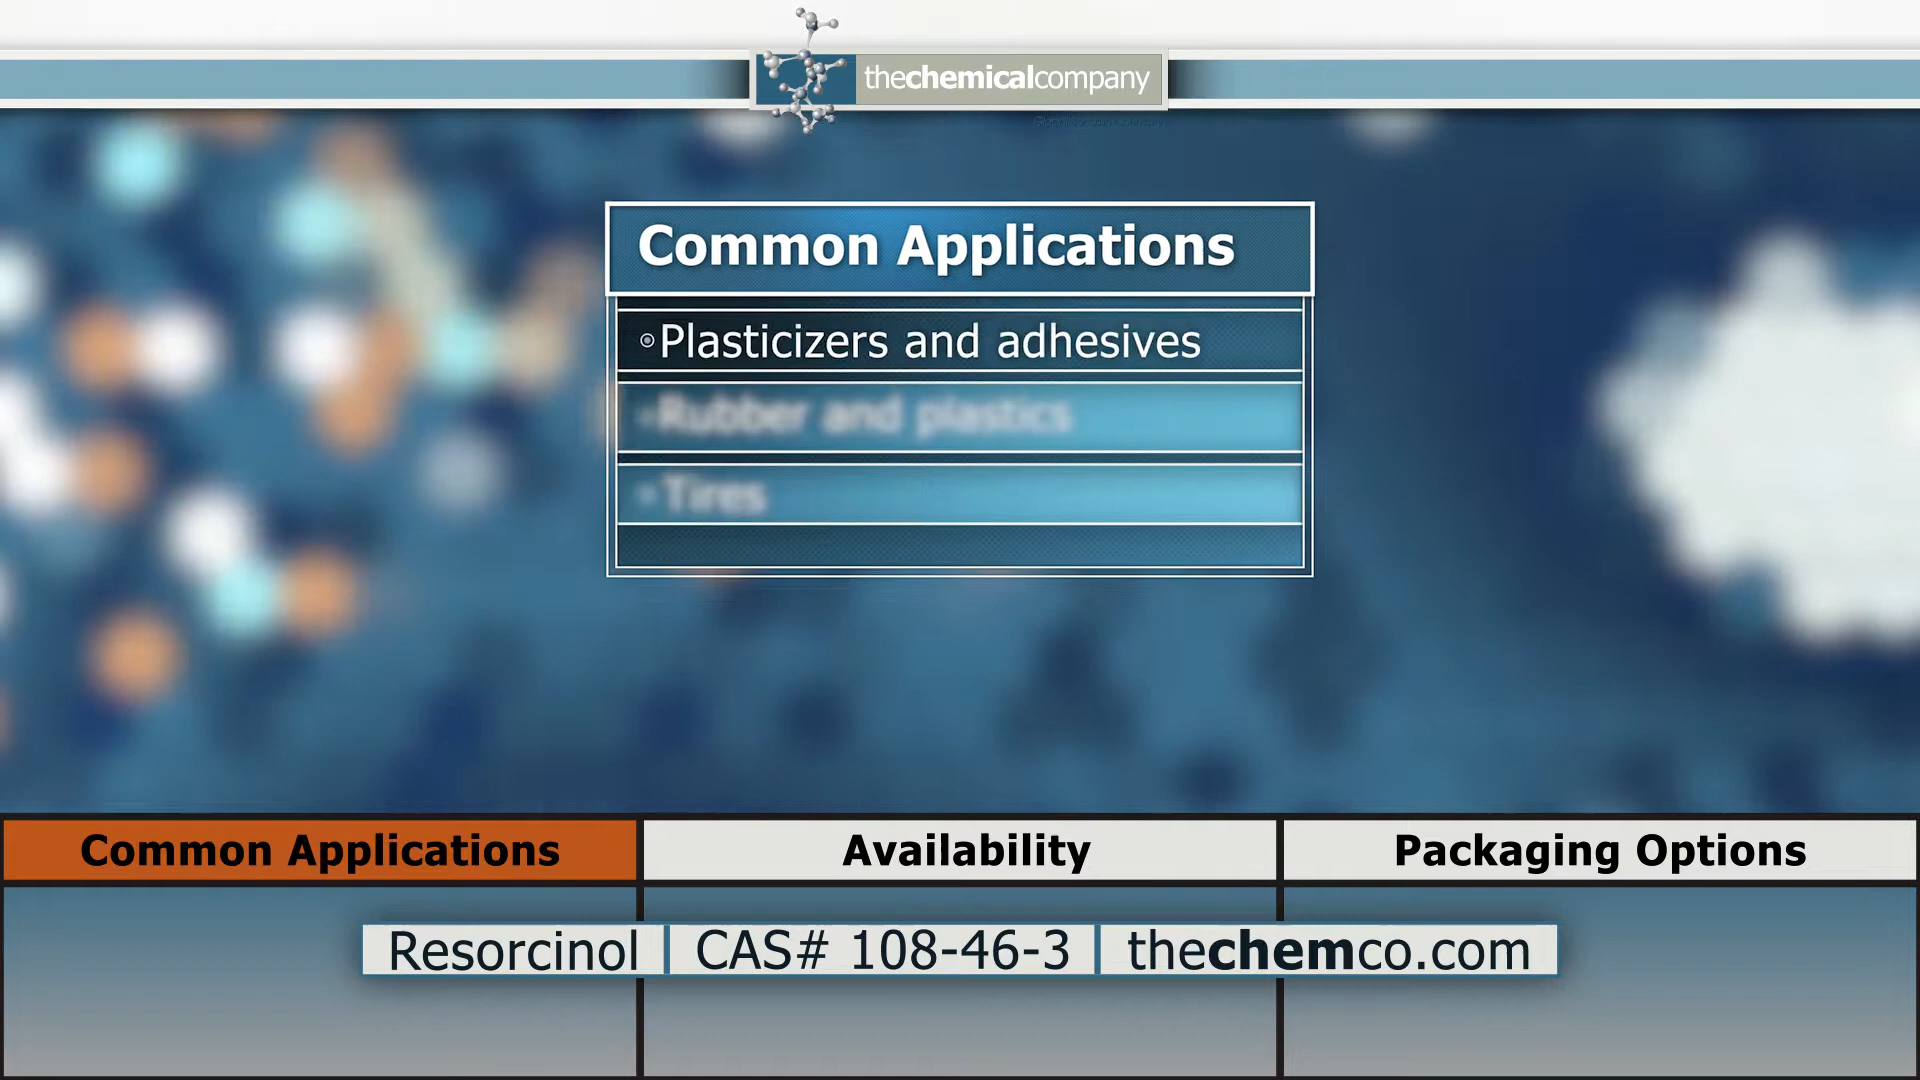 thechemicalcompany
Common Applications
Plasticizers and adhesives
Rubber and plastics
Tires
Common Applications
Availability
Packaging Options
Resorcinol
CAS# 108-46-3
thechemco.com